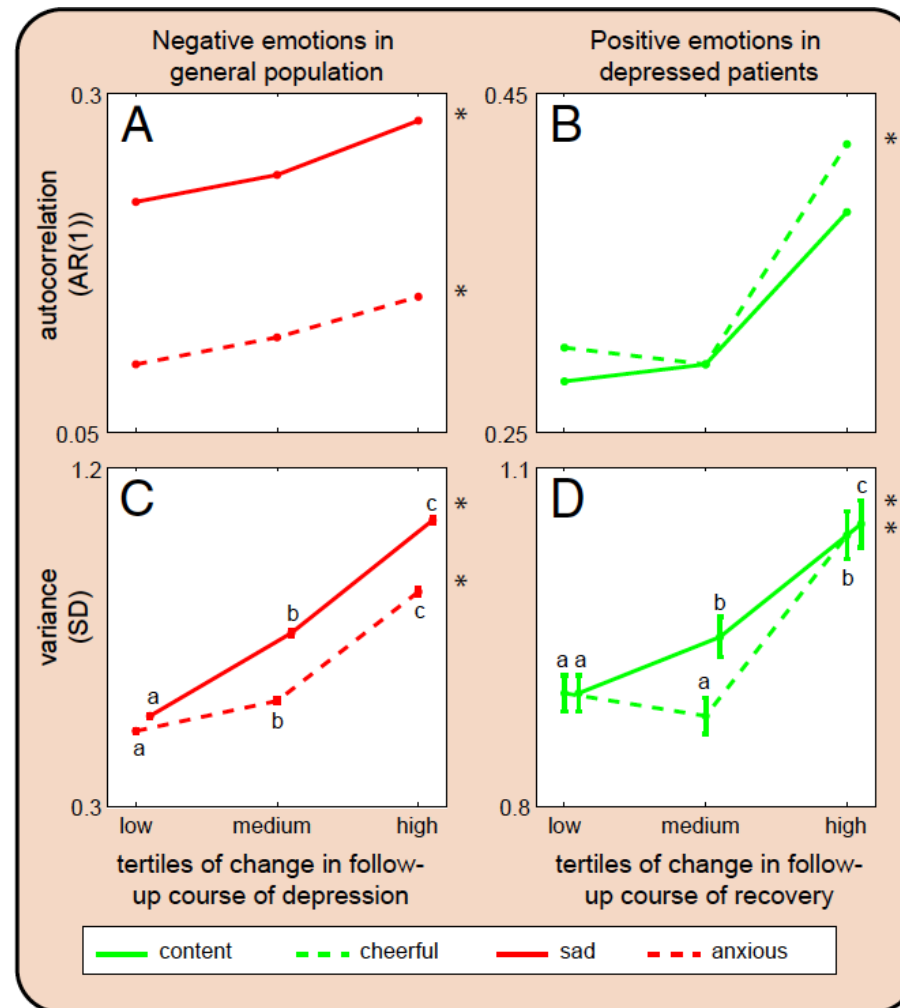 Negative emotions in
general population
Positive emotions in
depressed patients
0.3
A
*
*
autocorrelation
(AR(1))
0.05
0.45
B
*
0.25
1.2
C
c
*
b
*
c
a
b
a
variance
(SD)
0.3
low medium high
tertiles of change in follow-
up course of depression
1.1
D
c
*
*
b
b
a a
a
0.8
low medium high
tertiles of change in follow-
up course of recovery
content cheerful sad anxious